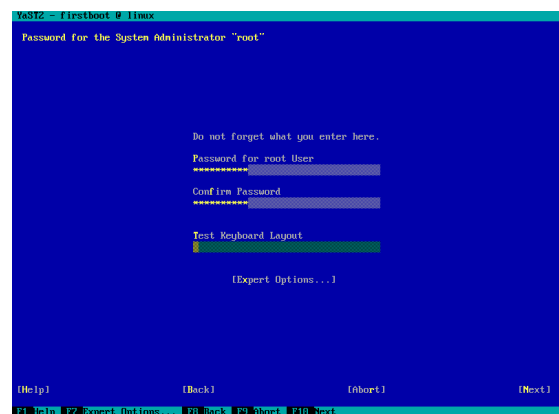 YaST2 - firstboot @ linux
Password for the System Administrator "root"
Do not forget what you enter here.
Password for root User
**********
Confirm Password
**********
Test Keyboard Layout
[Expert Options...]
[Help] [Back] [Abort] [Next]
F1 Help F7 Expert Options... F8 Back F9 Abort F10 Next